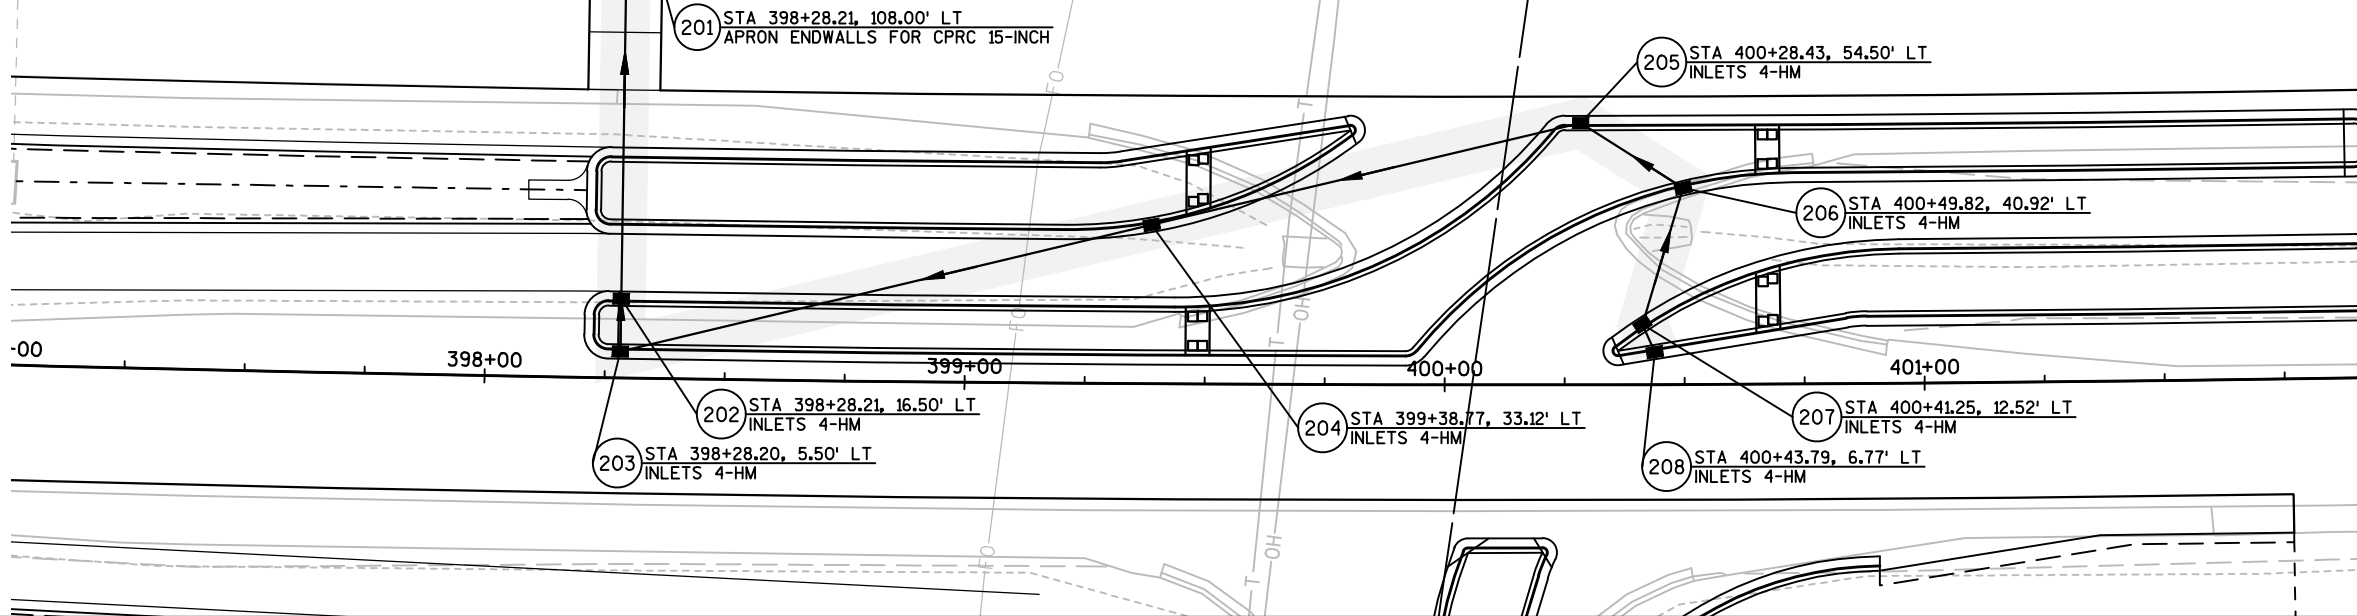 201 STA 398+28.21, 108.00' LT
APRON ENDWALLS FOR CPRC 15-INCH
205 STA 400+28.43, 54.50' LT
INLETS 4-HM
FO
T
206 STA 400+49.82, 40.92' LT
INLETS 4-HM
FO
OH
T
-00
398+00
399+00
400+00
401+00
202 STA 398+28.21, 16.50' LT
INLETS 4-HM
204 STA 399+38.77, 33.12' LT
INLETS 4-HM
207 STA 400+41.25, 12.52' LT
INLETS 4-HM
203 STA 398+28.20, 5.50' LT
INLETS 4-HM
208 STA 400+43.79, 6.77' LT
INLETS 4-HM
FO
OH
T